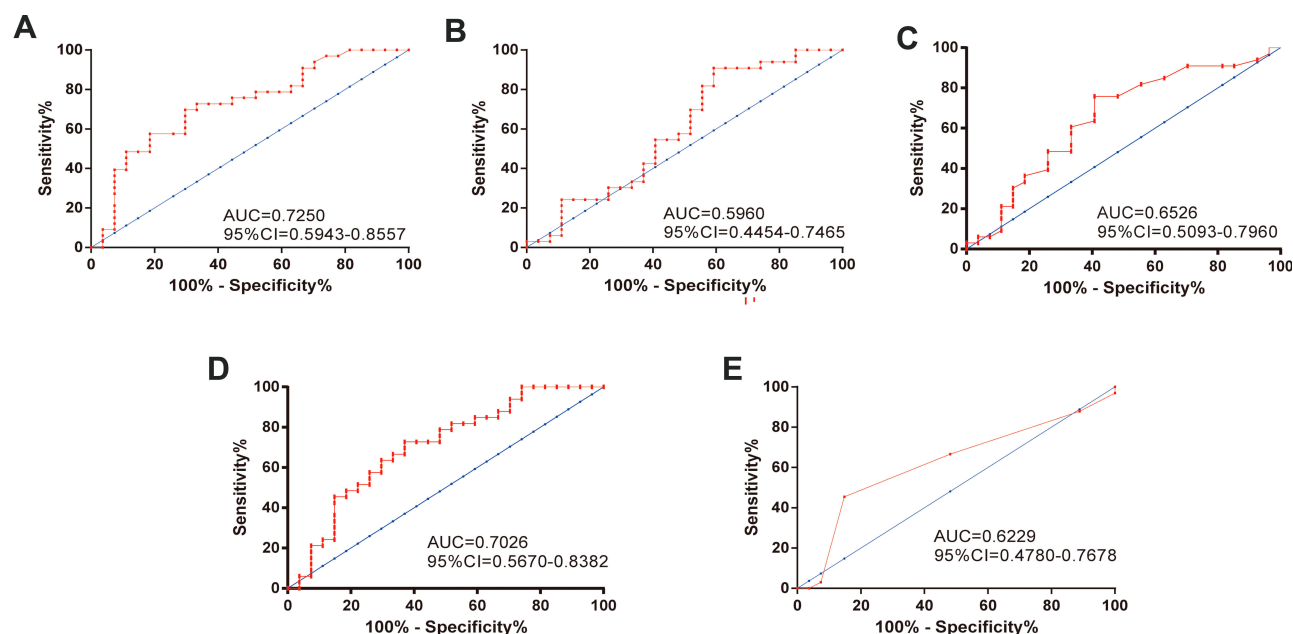 A
100
80
60
40
20
0
Sensitivity%
AUC=0.7250
95%CI=0.5943-0.8557
0 20 40 60 80 100
100% - Specificity%
B
100
80
60
40
20
0
Sensitivity%
AUC=0.5960
95%CI=0.4454-0.7465
0 20 40 60 80 100
100% - Specificity%
C
100
80
60
40
20
0
Sensitivity%
AUC=0.6526
95%CI=0.5093-0.7960
0 20 40 60 80 100
100% - Specificity%
D
100
80
60
40
20
0
Sensitivity%
AUC=0.7026
95%CI=0.5670-0.8382
0 20 40 60 80 100
100% - Specificity%
E
100
80
60
40
20
0
Sensitivity%
AUC=0.6229
95%CI=0.4780-0.7678
0 20 40 60 80 100
100% - Specificity%